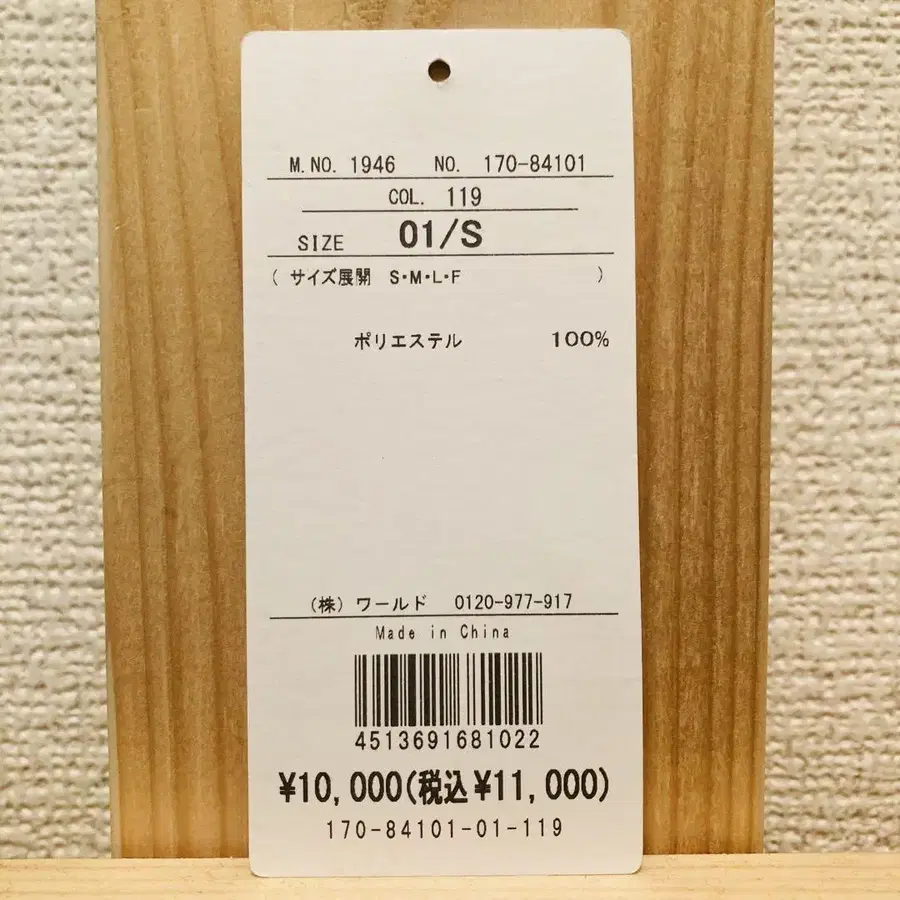 M.NO. 1946 NO. 170-84101
COL. 119
SIZE 01/S
( サイズ展開 S・M・L・F )
ポリエステル 100%
(株) ワールド 0120-977-917
Made in China
4513691681022
¥10,000(税込¥11,000)
170-84101-01-119